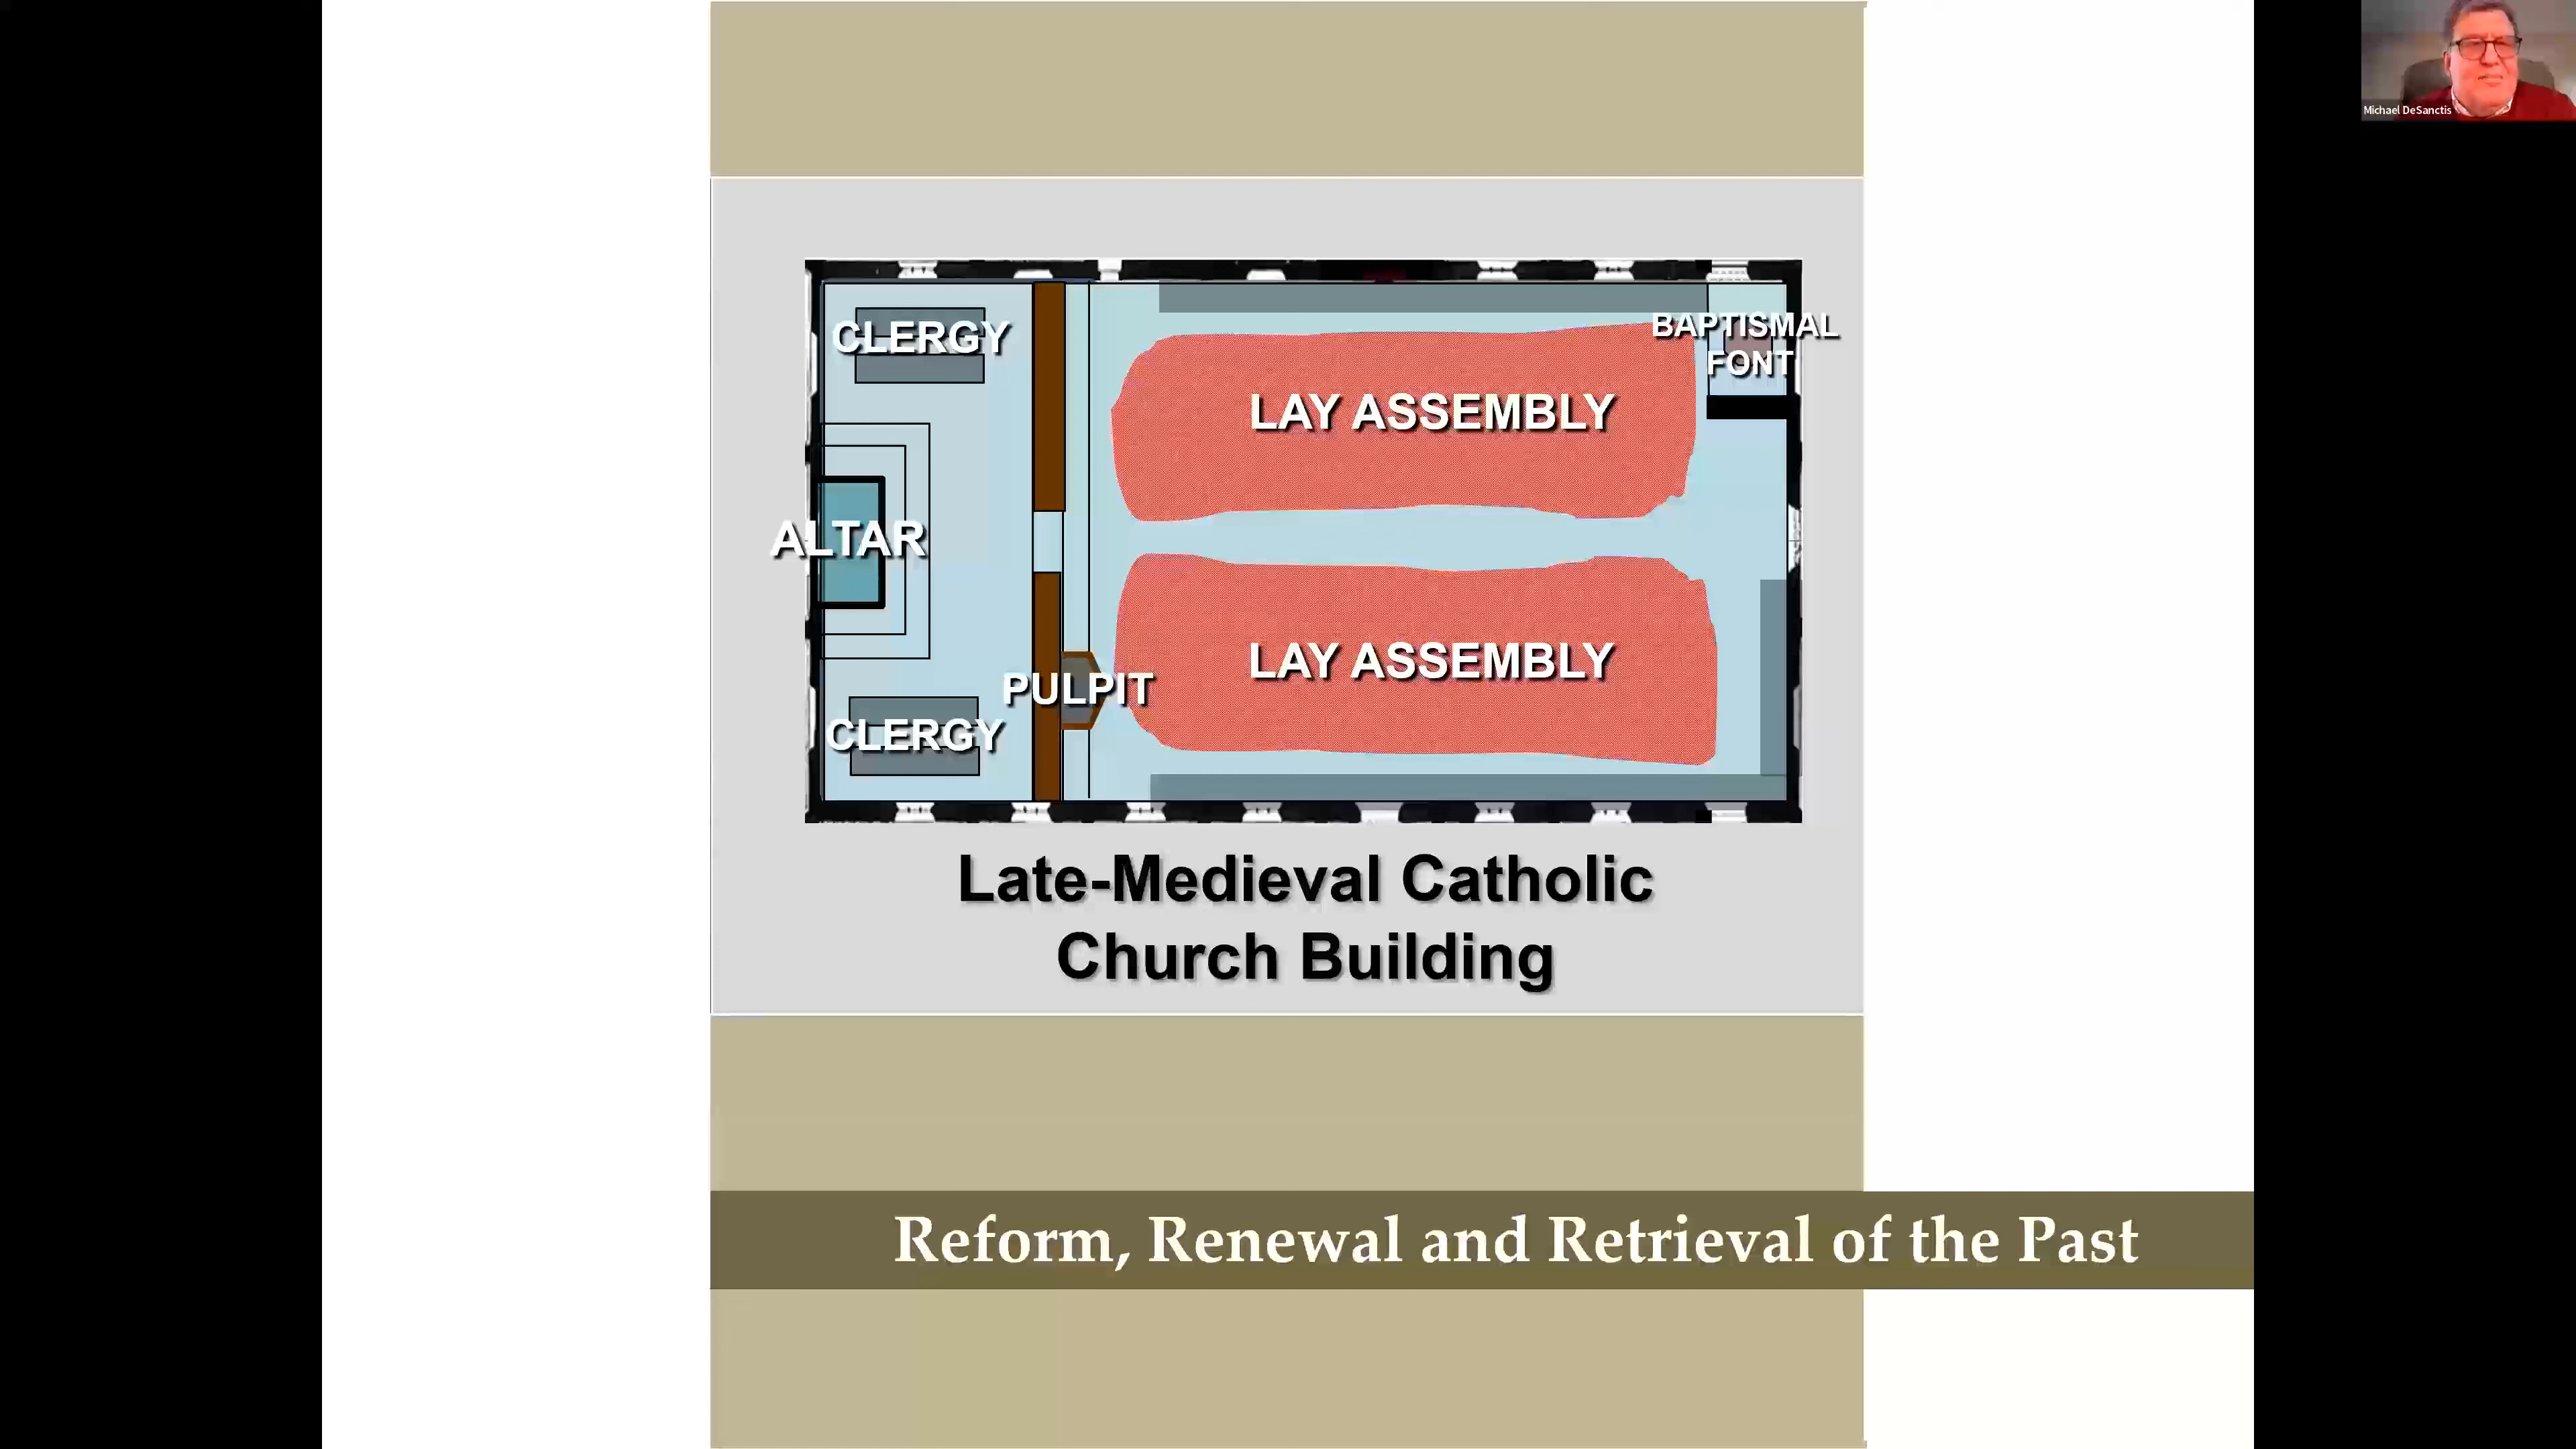 Michael DeSanctis
CLERGY
BAPTISMAL
FONT
LAY ASSEMBLY
ALTAR
LAY ASSEMBLY
PULPIT
CLERGY
Late-Medieval Catholic
Church Building
Reform, Renewal and Retrieval of the Past